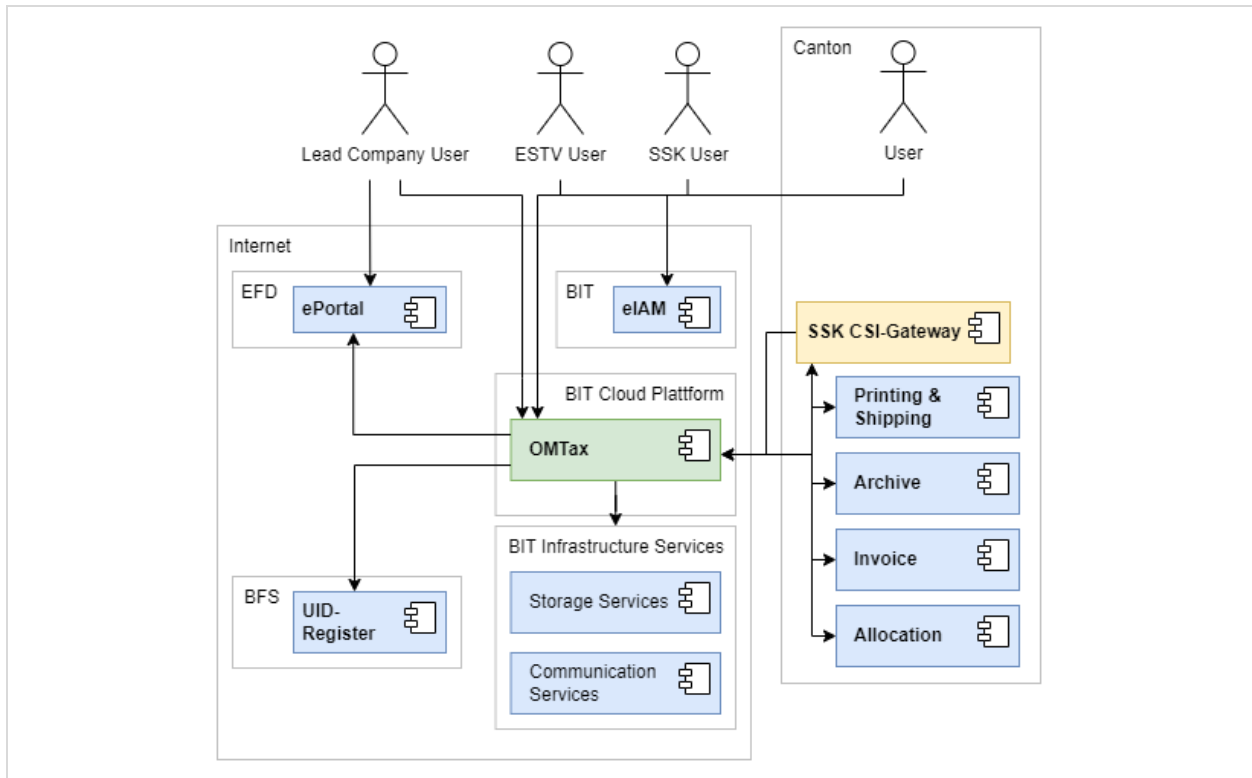 Canton
Lead Company User
ESTV User
SSK User
User
Internet
EFD
ePortal
BIT
eIAM
SSK CSI-Gateway
BIT Cloud Plattform
OMTax
Printing &
Shipping
Archive
BIT Infrastructure Services
Storage Services
Communication
Services
Invoice
Allocation
BFS
UID-
Register